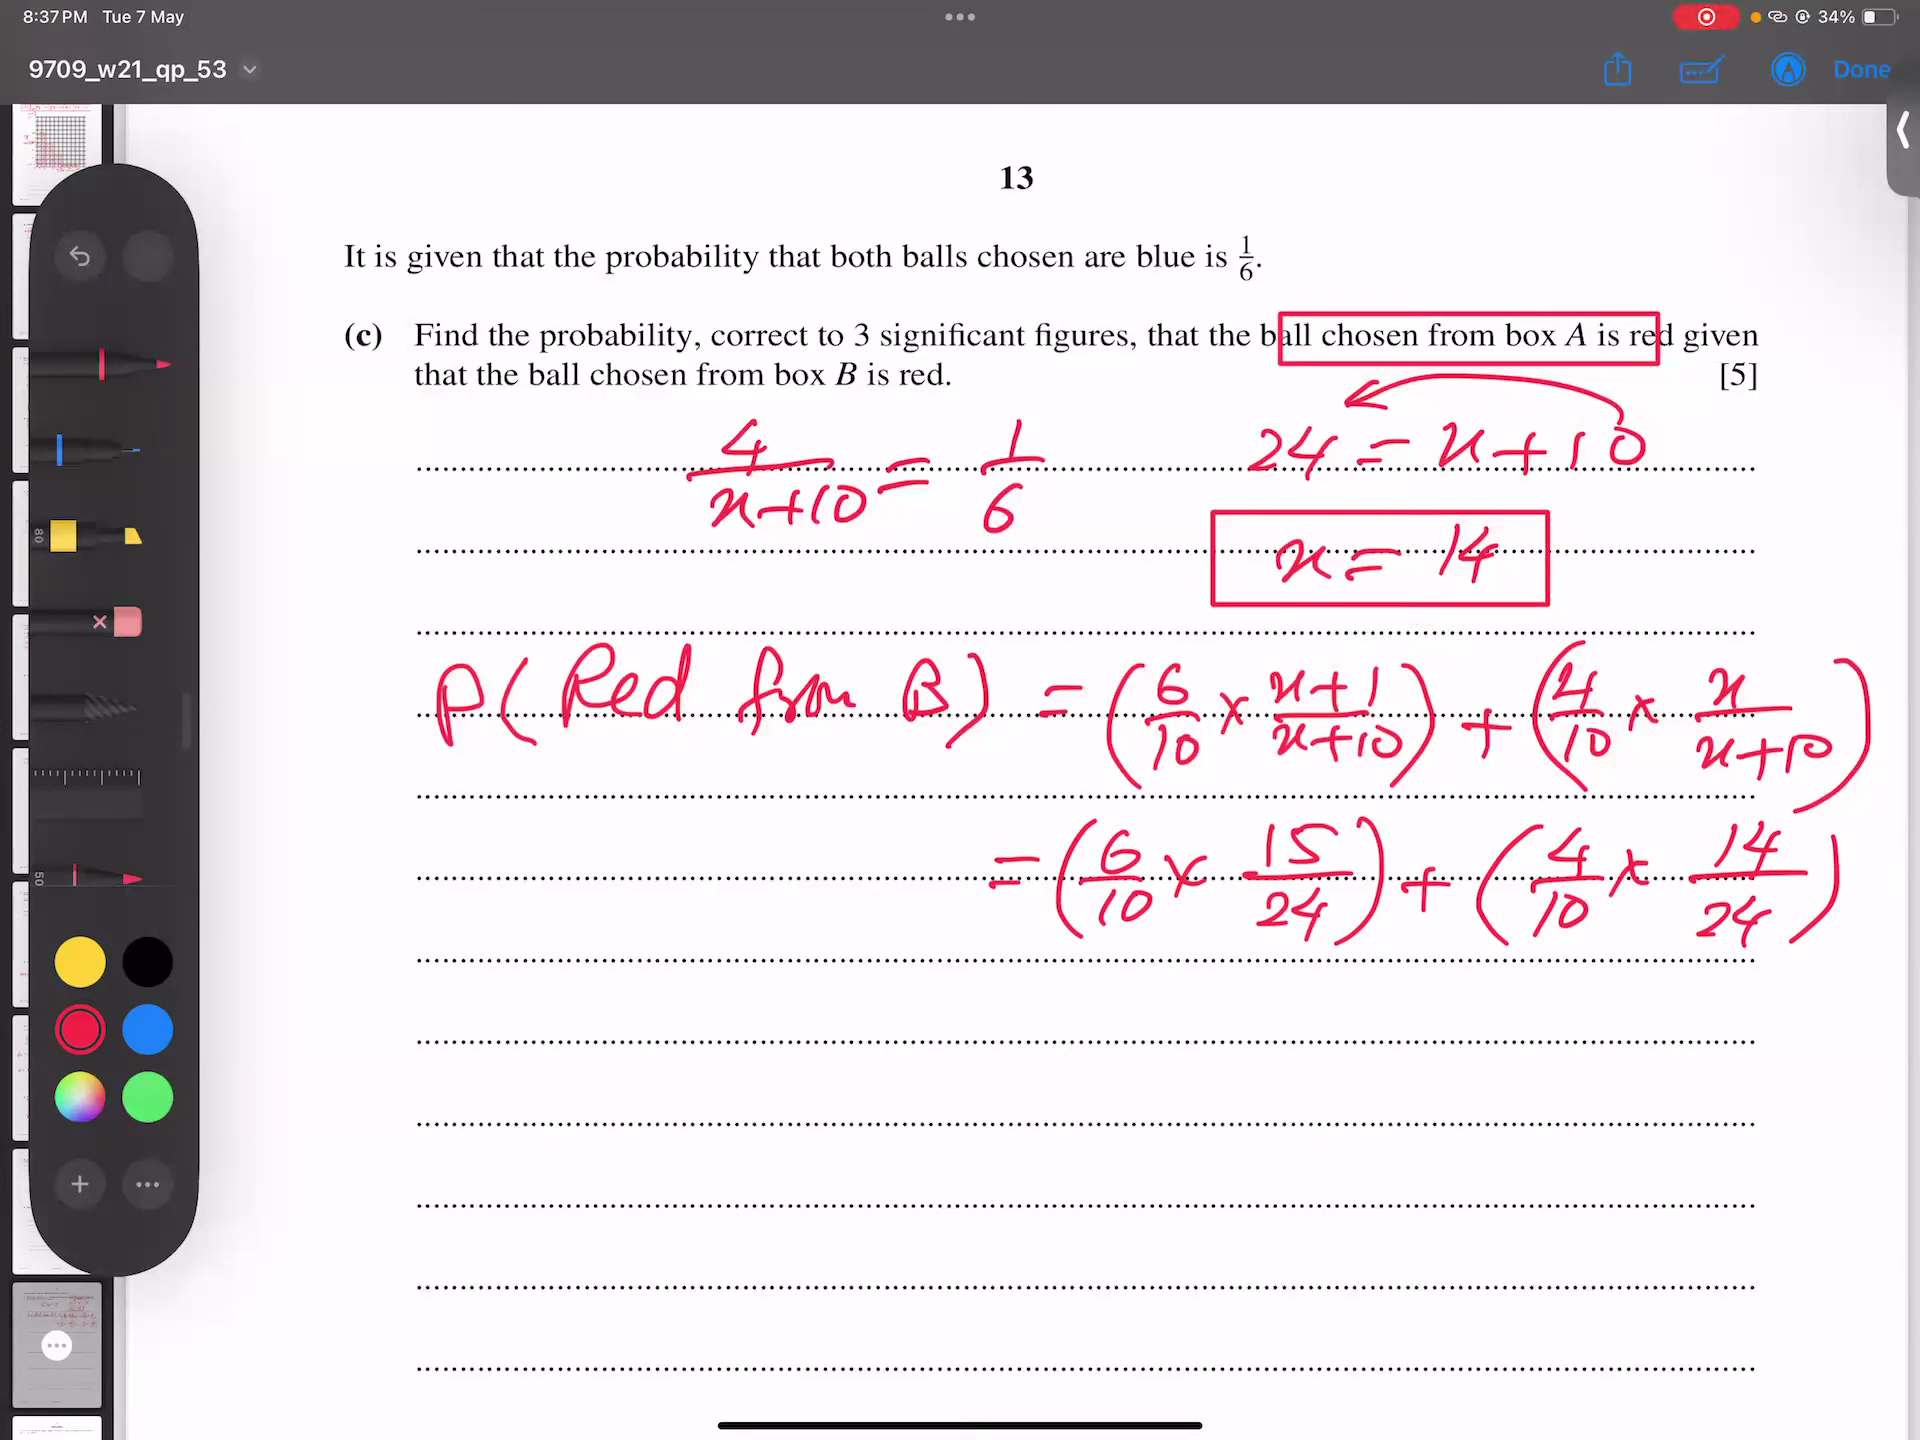 8:37 PM Tue 7 May
34%
9709_w21_qp_53
Done
13
It is given that the probability that both balls chosen are blue is 1/6.
(c) Find the probability, correct to 3 significant figures, that the ball chosen from box A is red given
that the ball chosen from box B is red. [5]
4/(x+10) = 1/6
24 = x+10
x = 14
P( Red from B ) = (6/10 × (x+1)/(x+10)) + (4/10 × x/(x+10))
= (6/10 × 15/24) + (4/10 × 14/24)
80
50